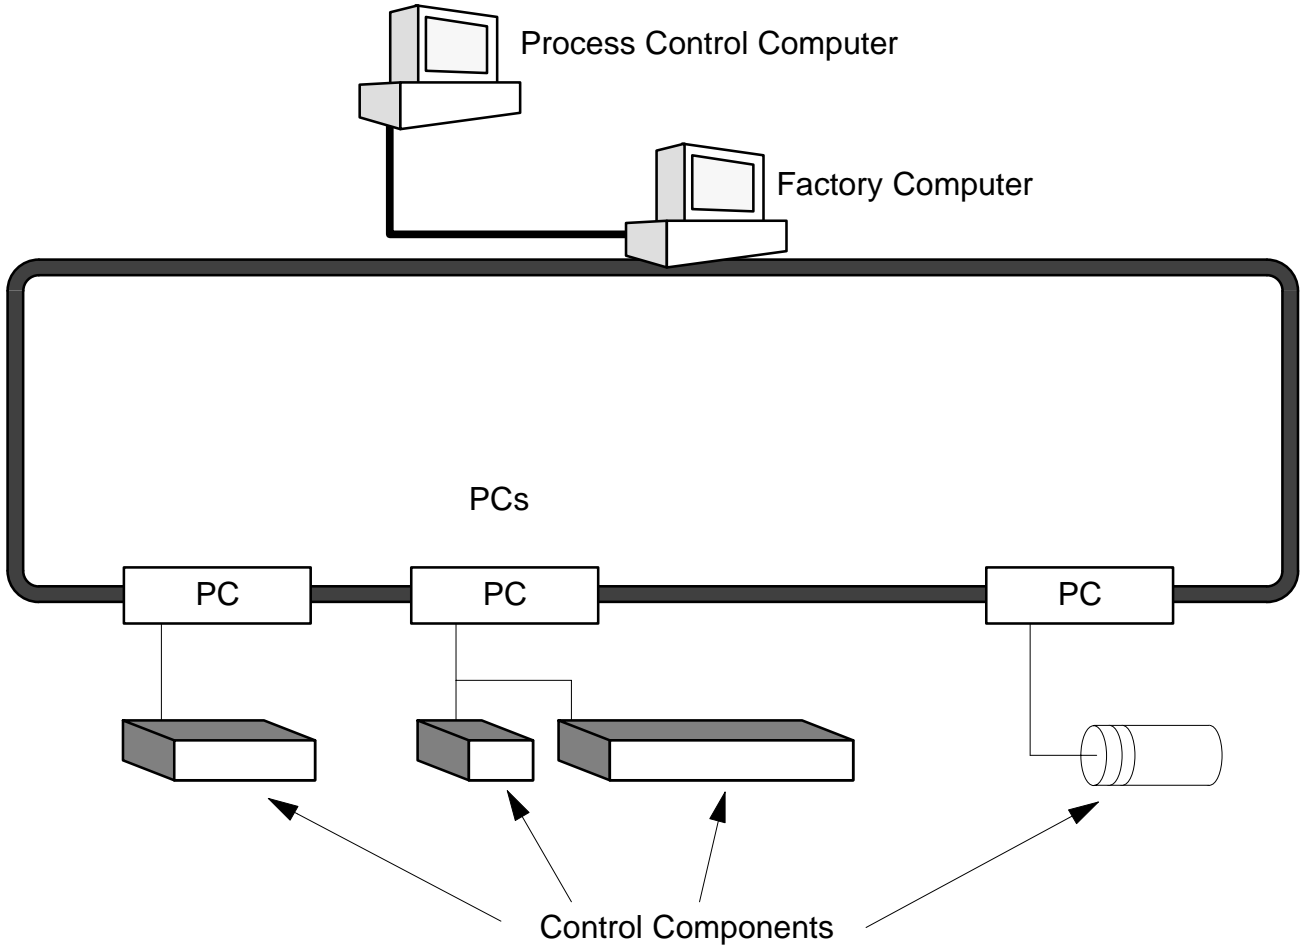 Process Control Computer
Factory Computer
PCs
PC
PC
PC
Control Components